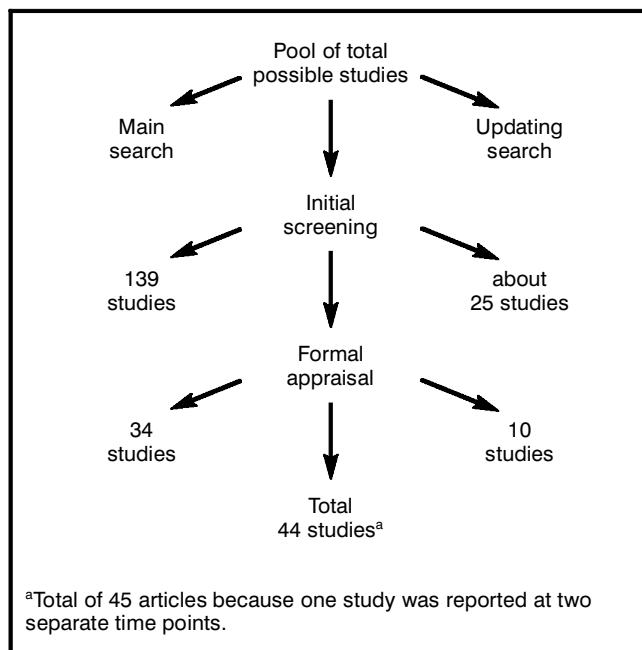 Pool of total
possible studies
Main
search
Updating
search
Initial
screening
139
studies
about
25 studies
Formal
appraisal
34
studies
10
studies
Total
44 studiesᵃ
ᵃTotal of 45 articles because one study was reported at two
separate time points.